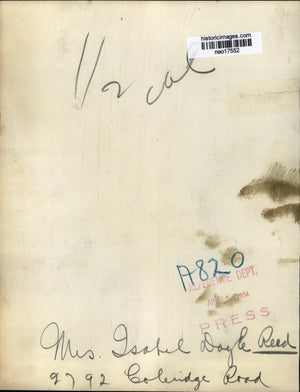 historicimages.com
neo17552
1/2 col
A820
REFERENCE DEPT.
PRESS
Mrs. Isabel Doyle Reed
9792 Coleridge Road